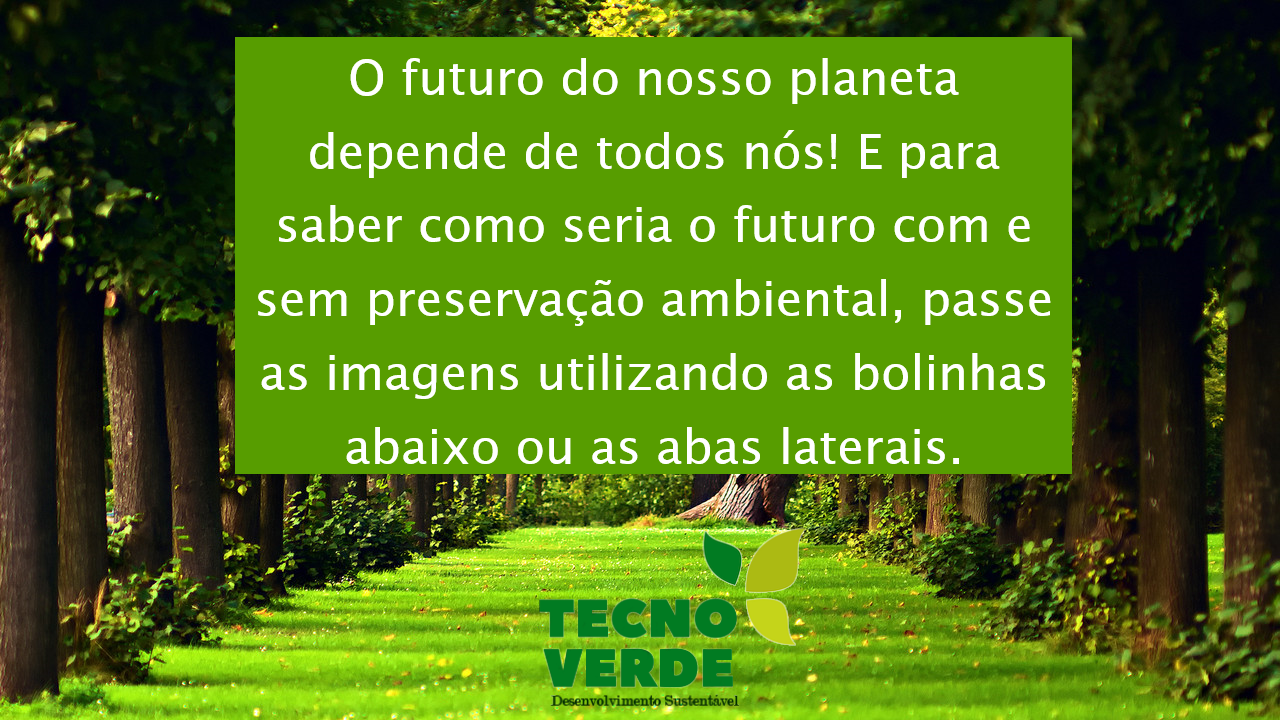 O futuro do nosso planeta
depende de todos nós! E para
saber como seria o futuro com e
sem preservação ambiental, passe
as imagens utilizando as bolinhas
abaixo ou as abas laterais.
TECNO
VERDE
Desenvolvimento Sustentável